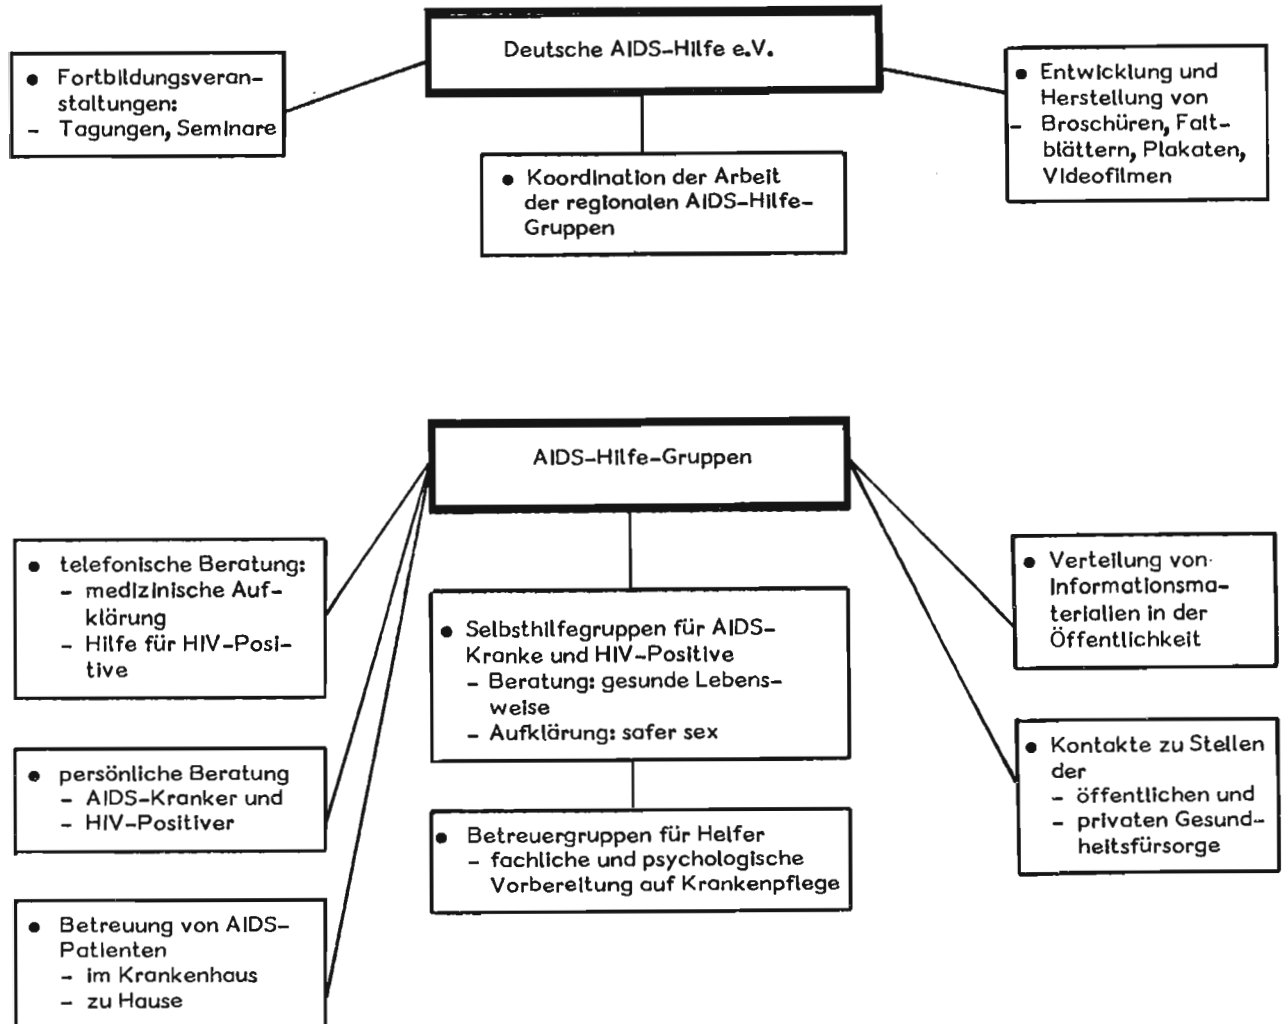 Deutsche AIDS-Hilfe e.V.
● Fortbildungsveran-
staltungen:
- Tagungen, Seminare
● Koordination der Arbeit
der regionalen AIDS-Hilfe-
Gruppen
● Entwicklung und
Herstellung von
- Broschüren, Falt-
blättern, Plakaten,
Videofilmen
AIDS-Hilfe-Gruppen
● telefonische Beratung:
- medizinische Auf-
klärung
- Hilfe für HIV-Posi-
tive
● persönliche Beratung
- AIDS-Kranker und
- HIV-Positiver
● Betreuung von AIDS-
Patienten
- im Krankenhaus
- zu Hause
● Selbsthilfegruppen für AIDS-
Kranke und HIV-Positive
- Beratung: gesunde Lebens-
weise
- Aufklärung: safer sex
● Betreuergruppen für Helfer
- fachliche und psychologische
Vorbereitung auf Krankenpflege
● Verteilung von
Informationsma-
terialien in der
Öffentlichkeit
● Kontakte zu Stellen
der
- öffentlichen und
- privaten Gesund-
heitsfürsorge